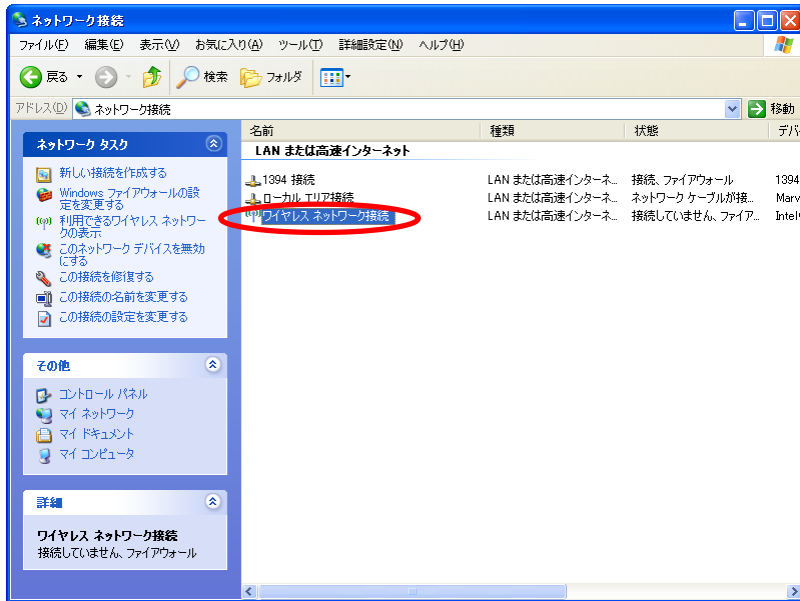 ネットワーク接続
ファイル(F) 編集(E) 表示(V) お気に入り(A) ツール(T) 詳細設定(N) ヘルプ(H)
戻る 検索 フォルダ
アドレス(D) ネットワーク接続 移動
ネットワーク タスク
新しい接続を作成する
Windows ファイアウォールの設
定を変更する
利用できるワイヤレス ネットワー
クの表示
このネットワーク デバイスを無効
にする
この接続を修復する
この接続の名前を変更する
この接続の設定を変更する
その他
コントロール パネル
マイ ネットワーク
マイ ドキュメント
マイ コンピュータ
詳細
ワイヤレス ネットワーク接続
接続していません、ファイアウォール
名前 種類 状態 デバ
LAN または高速インターネット
1394 接続 LAN または高速インターネ... 接続、ファイアウォール 1394
ローカル エリア接続 LAN または高速インターネ... ネットワーク ケーブルが接... Marv
ワイヤレス ネットワーク接続 LAN または高速インターネ... 接続していません、ファイア... Intel